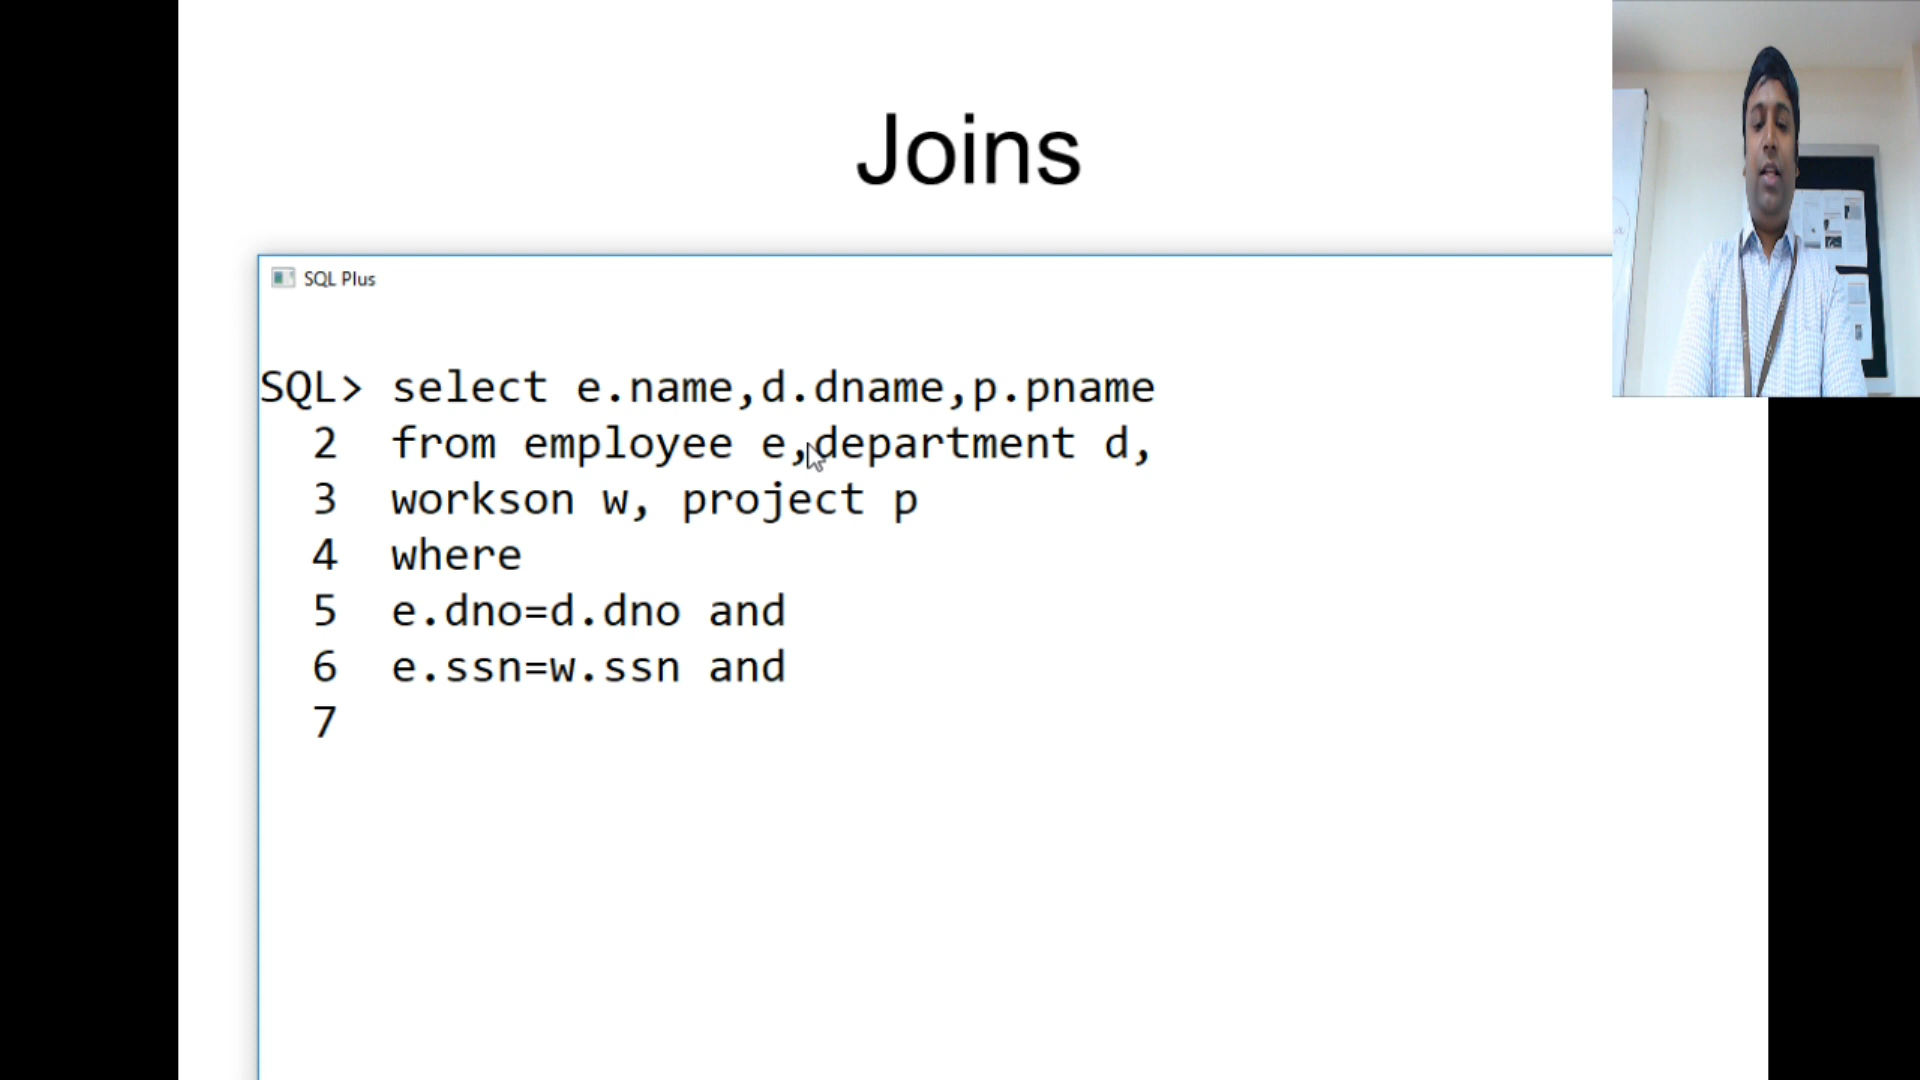 Joins
SQL Plus
SQL> select e.name,d.dname,p.pname
2 from employee e,department d,
3 workson w, project p
4 where
5 e.dno=d.dno and
6 e.ssn=w.ssn and
7